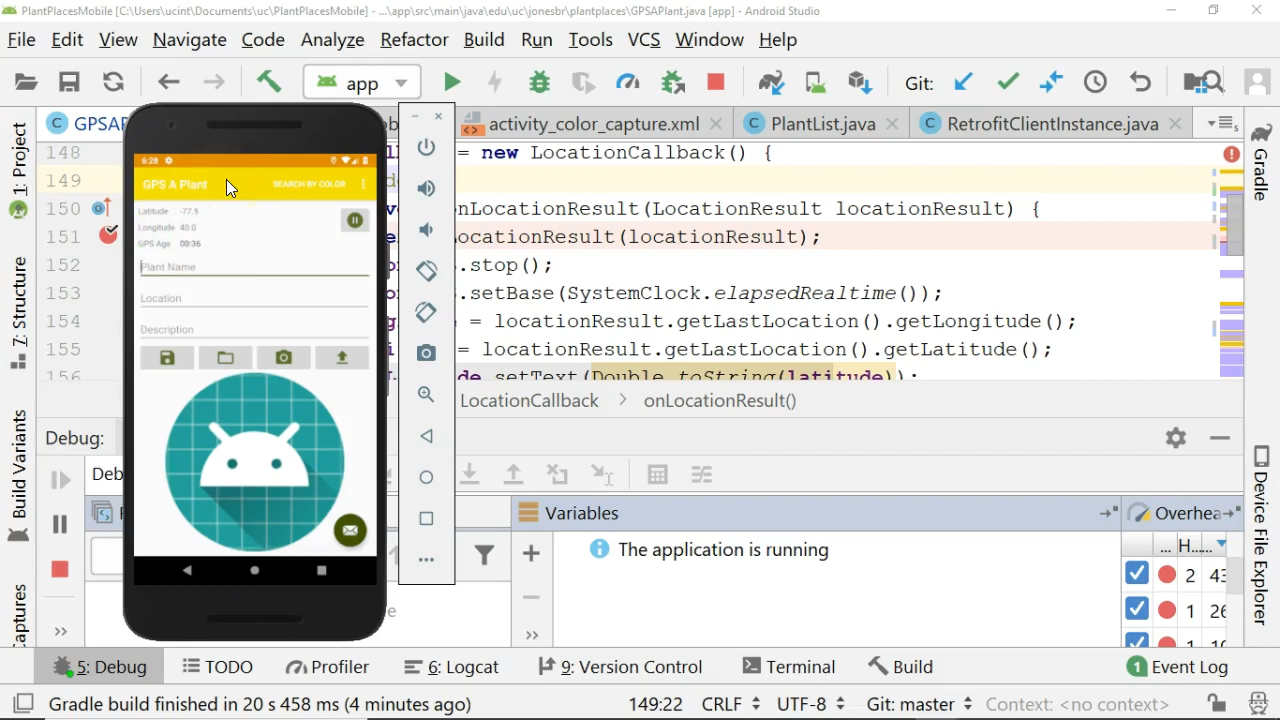 PlantPlacesMobile [C:\Users\ucint\Documents\uc\PlantPlacesMobile] - ...\app\src\main\java\edu\uc\jonesbr\plantplaces\GPSAPlant.java [app] - Android Studio
File Edit View Navigate Code Analyze Refactor Build Run Tools VCS Window Help
app Git:
GPSAP activity_color_capture.xml PlantList.java RetrofitClientInstance.java
148 = new LocationCallback() {
149
150 onLocationResult(LocationResult locationResult) {
151 LocationResult(locationResult);
152 .stop();
153 .setBase(SystemClock.elapsedRealtime());
154 = locationResult.getLastLocation().getLongitude();
155 = locationResult.getLastLocation().getLatitude();
156 .setText(Double.toString(latitude));
LocationCallback > onLocationResult()
1: Project
7: Structure
Build Variants
aptures
Gradle
Device File Explorer
6:28
GPS A Plant SEARCH BY COLOR
Latitude -77.5
Longitude 40.0
GPS Age 00:36
Plant Name
Location
Description
Debug:
Deb
Variables
Overhea
The application is running
... H... ...
2 43
1 26
5: Debug TODO Profiler 6: Logcat 9: Version Control Terminal Build 1 Event Log
Gradle build finished in 20 s 458 ms (4 minutes ago) 149:22 CRLF UTF-8 Git: master Context: <no context>